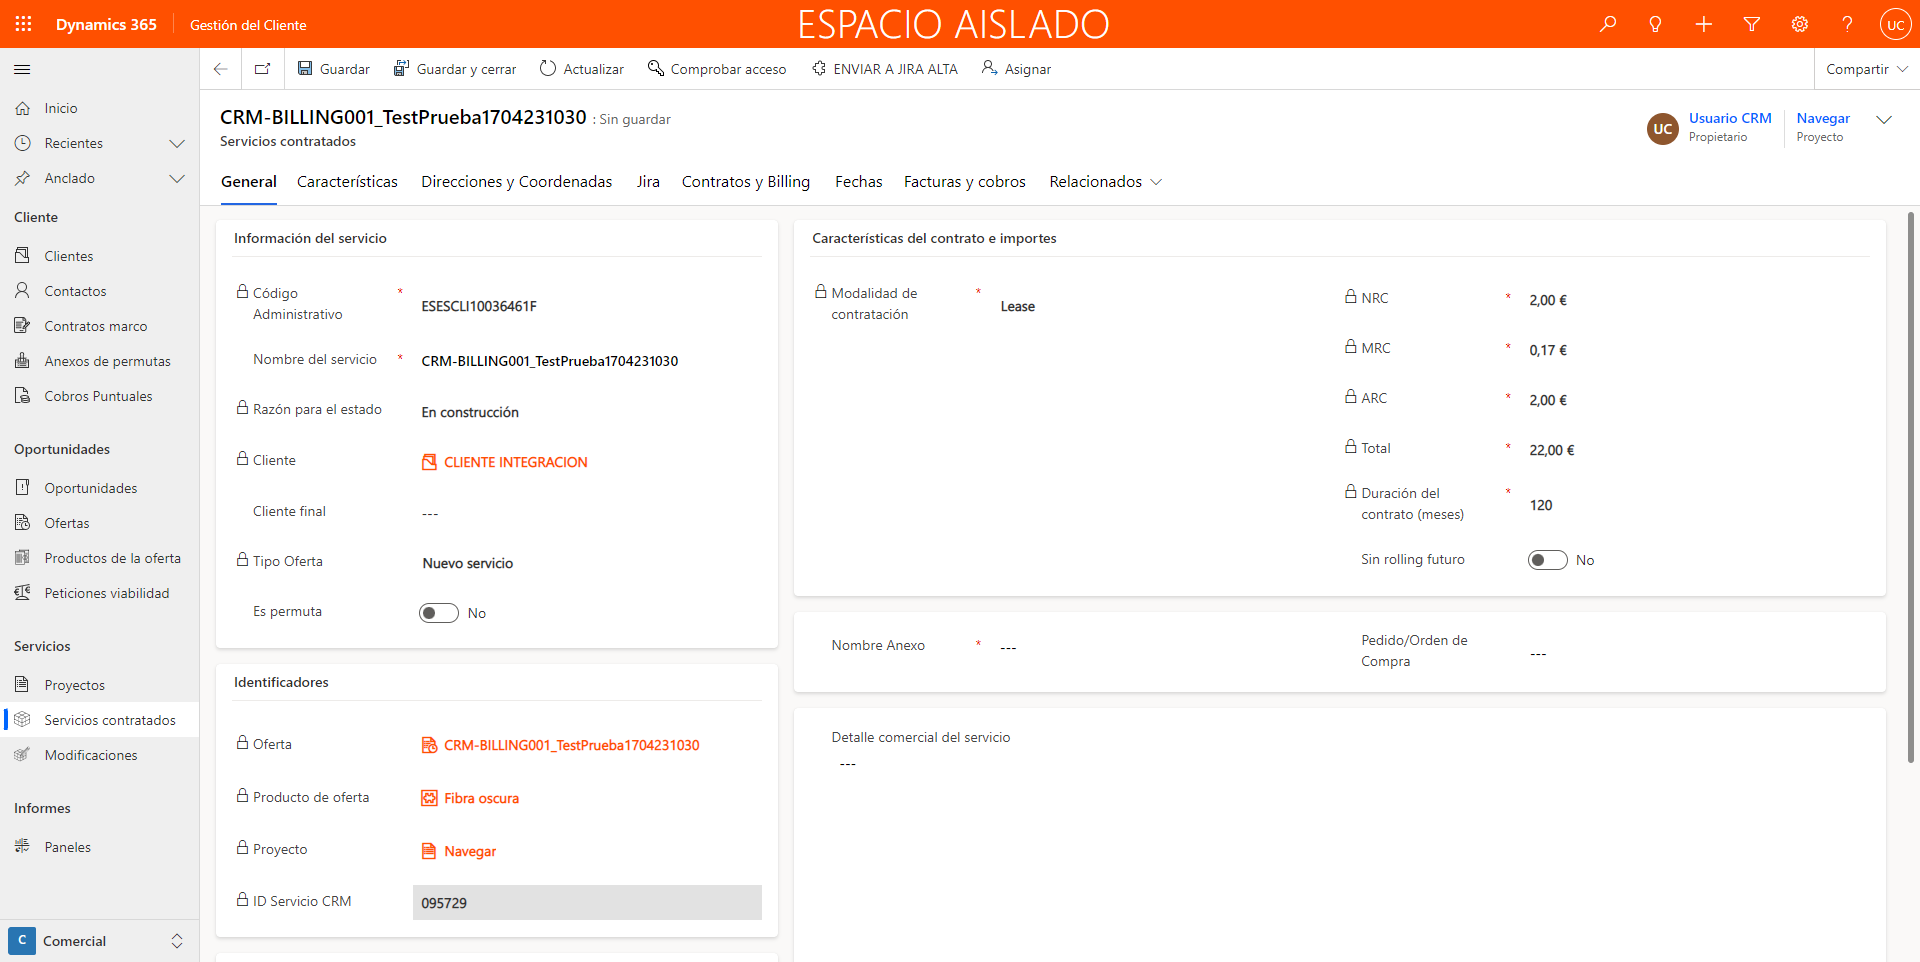 Dynamics 365
Gestión del Cliente
ESPACIO AISLADO
UC
Guardar
Guardar y cerrar
Actualizar
Comprobar acceso
ENVIAR A JIRA ALTA
Asignar
Compartir
Inicio
Recientes
Anclado
Cliente
Clientes
Contactos
Contratos marco
Anexos de permutas
Cobros Puntuales
Oportunidades
Oportunidades
Ofertas
Productos de la oferta
Peticiones viabilidad
Servicios
Proyectos
Servicios contratados
Modificaciones
Informes
Paneles
C Comercial
CRM-BILLING001_TestPrueba1704231030 : Sin guardar
Servicios contratados
UC
Usuario CRM
Propietario
Navegar
Proyecto
General
Características
Direcciones y Coordenadas
Jira
Contratos y Billing
Fechas
Facturas y cobros
Relacionados
Información del servicio
Código
Administrativo
*
ESESCLI10036461F
Nombre del servicio * CRM-BILLING001_TestPrueba1704231030
Razón para el estado En construcción
Cliente CLIENTE INTEGRACION
Cliente final ---
Tipo Oferta Nuevo servicio
Es permuta No
Identificadores
Oferta CRM-BILLING001_TestPrueba1704231030
Producto de oferta Fibra oscura
Proyecto Navegar
ID Servicio CRM 095729
Características del contrato e importes
Modalidad de
contratación
*
Lease
NRC * 2,00 €
MRC * 0,17 €
ARC * 2,00 €
Total * 22,00 €
Duración del
contrato (meses)
*
120
Sin rolling futuro No
Nombre Anexo * ---
Pedido/Orden de
Compra
---
Detalle comercial del servicio
---